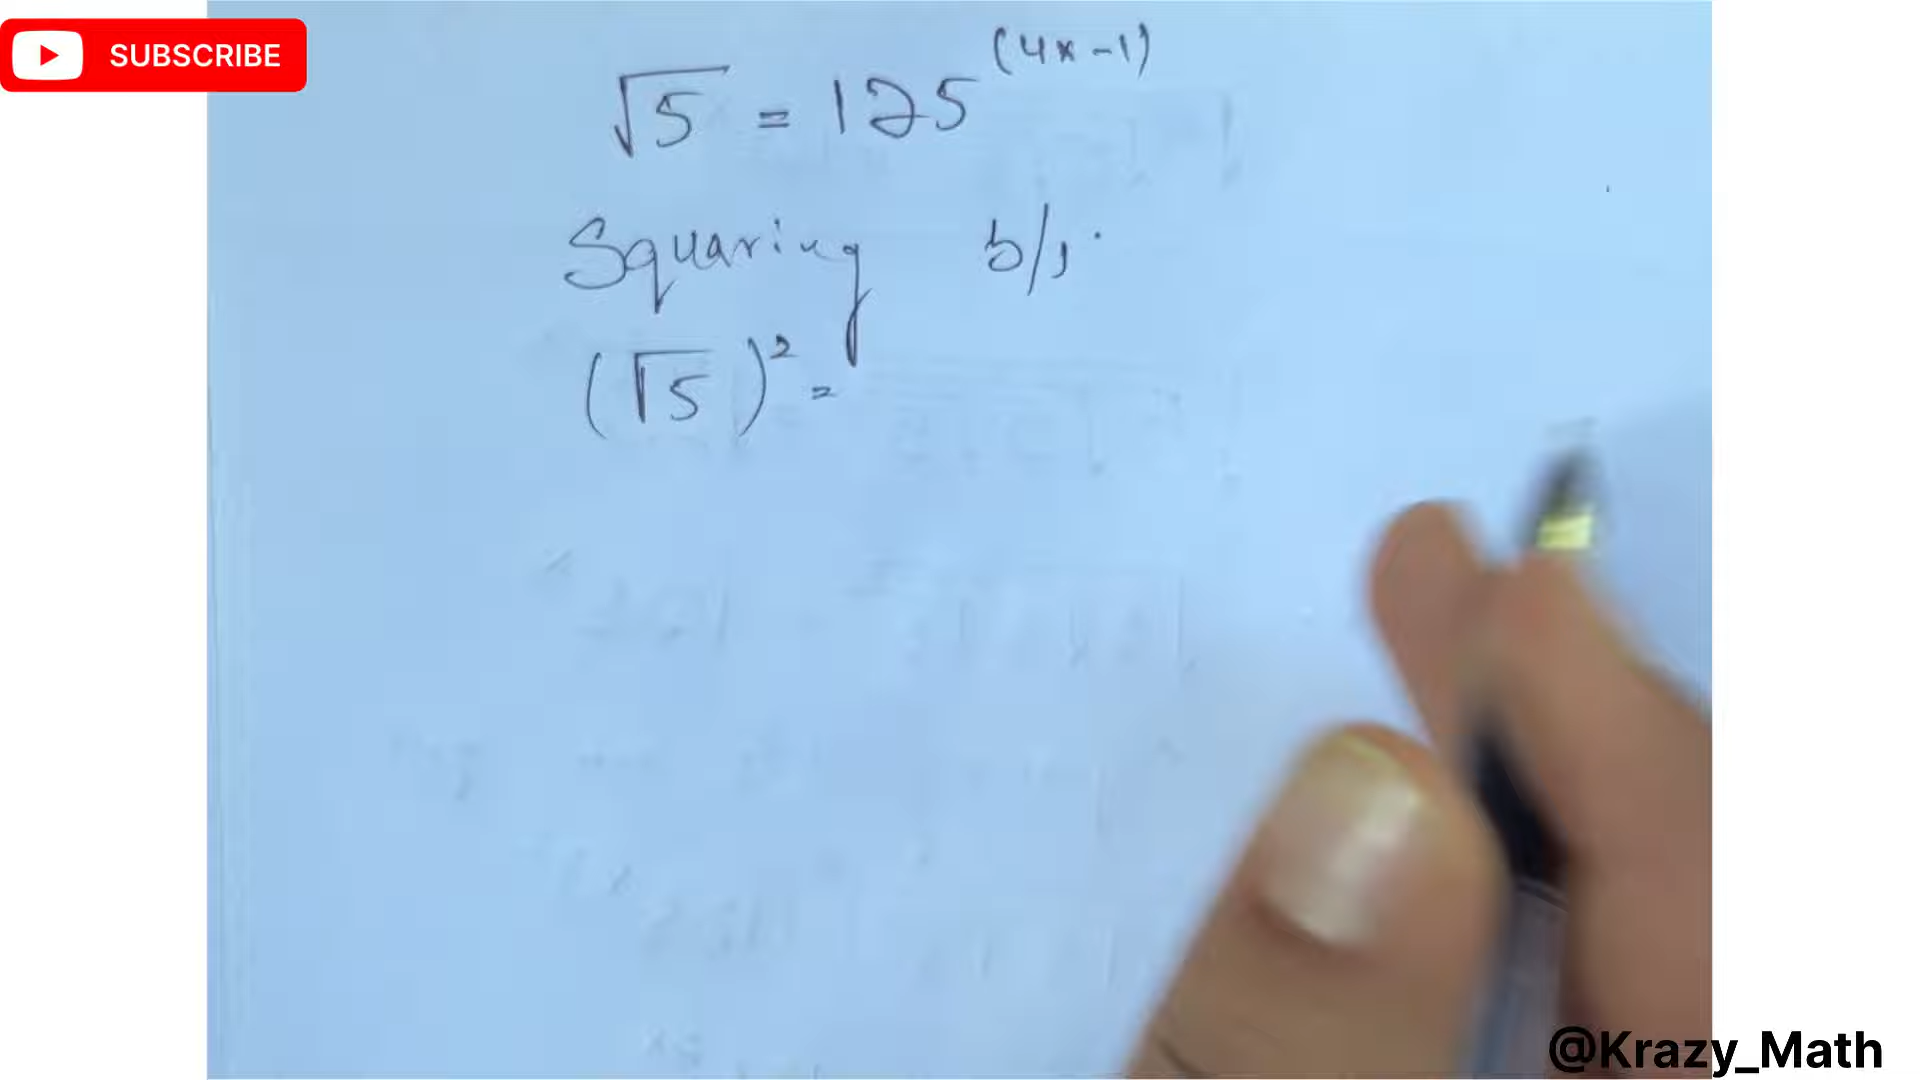 SUBSCRIBE
√5 = 125^(4x-1)
Squaring b/s.
(√5)² =
@Krazy_Math